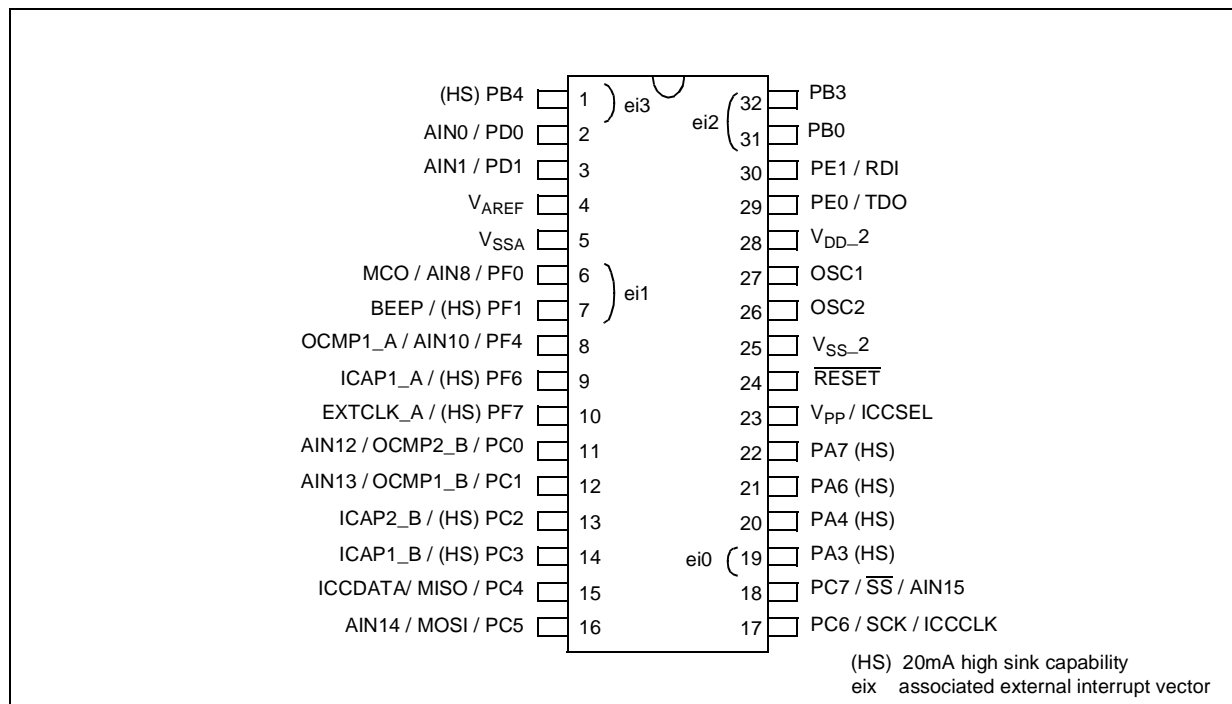 (HS) PB4 1 ei3 ei2 32 PB3
AIN0 / PD0 2 31 PB0
AIN1 / PD1 3 30 PE1 / RDI
VAREF 4 29 PE0 / TDO
VSSA 5 28 VDD_2
MCO / AIN8 / PF0 6 27 OSC1
BEEP / (HS) PF1 7 ei1 26 OSC2
OCMP1_A / AIN10 / PF4 8 25 VSS_2
ICAP1_A / (HS) PF6 9 24 RESET
EXTCLK_A / (HS) PF7 10 23 VPP / ICCSEL
AIN12 / OCMP2_B / PC0 11 22 PA7 (HS)
AIN13 / OCMP1_B / PC1 12 21 PA6 (HS)
ICAP2_B / (HS) PC2 13 20 PA4 (HS)
ICAP1_B / (HS) PC3 14 ei0 19 PA3 (HS)
ICCDATA/ MISO / PC4 15 18 PC7 / SS / AIN15
AIN14 / MOSI / PC5 16 17 PC6 / SCK / ICCCLK
(HS) 20mA high sink capability
eix associated external interrupt vector